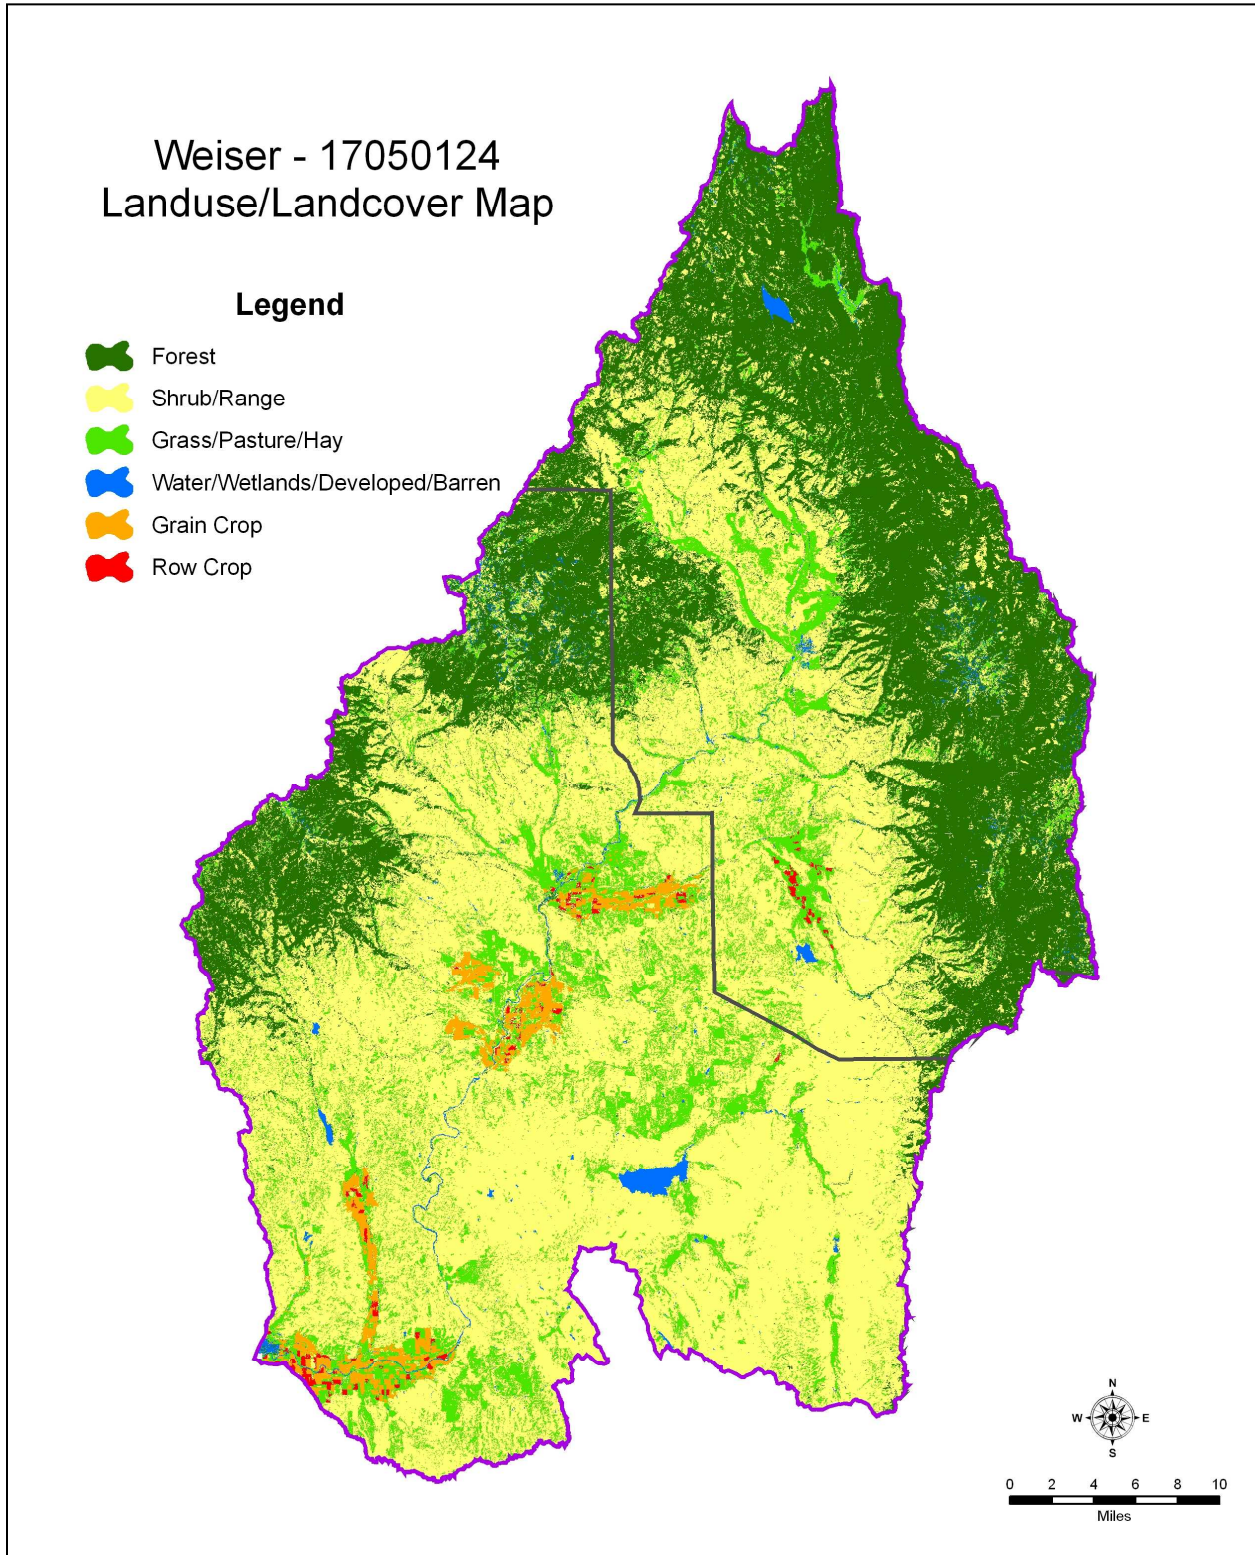 Weiser - 17050124
Landuse/Landcover Map
Legend
Forest
Shrub/Range
Grass/Pasture/Hay
Water/Wetlands/Developed/Barren
Grain Crop
Row Crop
N
W E
S
0 2 4 6 8 10
Miles